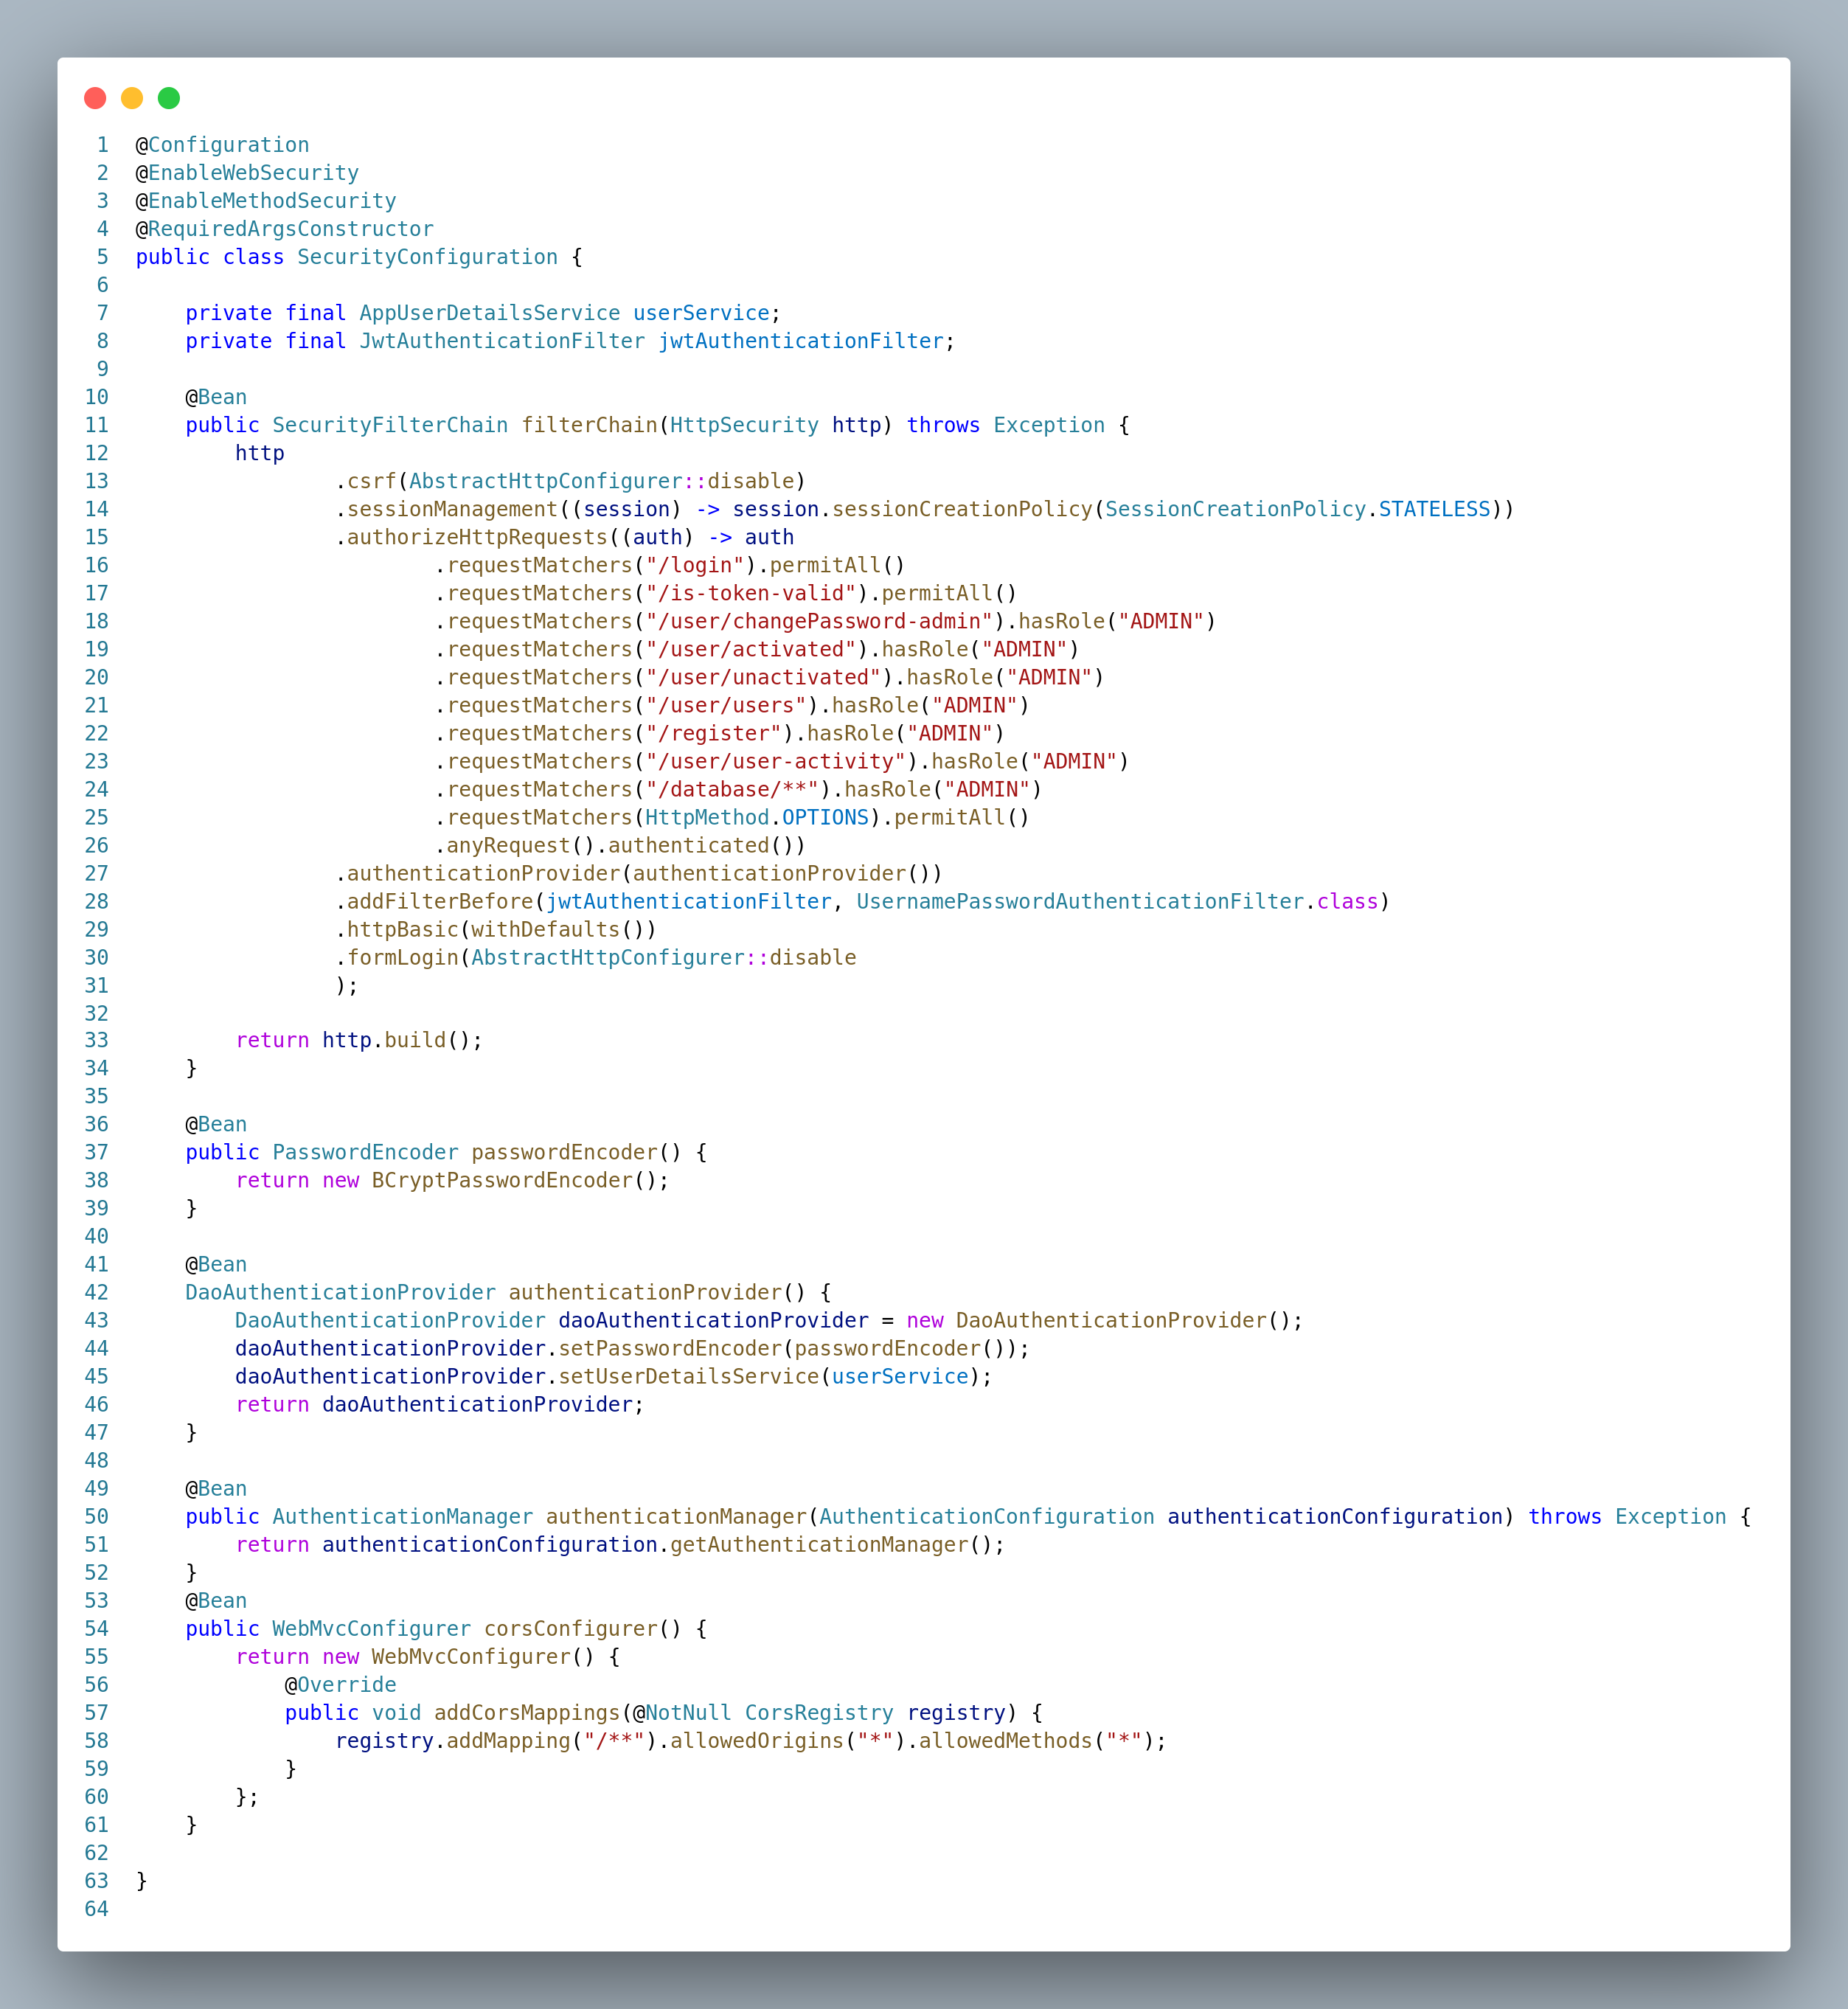 1 @Configuration
2 @EnableWebSecurity
3 @EnableMethodSecurity
4 @RequiredArgsConstructor
5 public class SecurityConfiguration {
6
7     private final AppUserDetailsService userService;
8     private final JwtAuthenticationFilter jwtAuthenticationFilter;
9
10     @Bean
11     public SecurityFilterChain filterChain(HttpSecurity http) throws Exception {
12         http
13                 .csrf(AbstractHttpConfigurer::disable)
14                 .sessionManagement((session) -> session.sessionCreationPolicy(SessionCreationPolicy.STATELESS))
15                 .authorizeHttpRequests((auth) -> auth
16                         .requestMatchers("/login").permitAll()
17                         .requestMatchers("/is-token-valid").permitAll()
18                         .requestMatchers("/user/changePassword-admin").hasRole("ADMIN")
19                         .requestMatchers("/user/activated").hasRole("ADMIN")
20                         .requestMatchers("/user/unactivated").hasRole("ADMIN")
21                         .requestMatchers("/user/users").hasRole("ADMIN")
22                         .requestMatchers("/register").hasRole("ADMIN")
23                         .requestMatchers("/user/user-activity").hasRole("ADMIN")
24                         .requestMatchers("/database/**").hasRole("ADMIN")
25                         .requestMatchers(HttpMethod.OPTIONS).permitAll()
26                         .anyRequest().authenticated())
27                 .authenticationProvider(authenticationProvider())
28                 .addFilterBefore(jwtAuthenticationFilter, UsernamePasswordAuthenticationFilter.class)
29                 .httpBasic(withDefaults())
30                 .formLogin(AbstractHttpConfigurer::disable
31                 );
32
33         return http.build();
34     }
35
36     @Bean
37     public PasswordEncoder passwordEncoder() {
38         return new BCryptPasswordEncoder();
39     }
40
41     @Bean
42     DaoAuthenticationProvider authenticationProvider() {
43         DaoAuthenticationProvider daoAuthenticationProvider = new DaoAuthenticationProvider();
44         daoAuthenticationProvider.setPasswordEncoder(passwordEncoder());
45         daoAuthenticationProvider.setUserDetailsService(userService);
46         return daoAuthenticationProvider;
47     }
48
49     @Bean
50     public AuthenticationManager authenticationManager(AuthenticationConfiguration authenticationConfiguration) throws Exception {
51         return authenticationConfiguration.getAuthenticationManager();
52     }
53     @Bean
54     public WebMvcConfigurer corsConfigurer() {
55         return new WebMvcConfigurer() {
56             @Override
57             public void addCorsMappings(@NotNull CorsRegistry registry) {
58                 registry.addMapping("/**").allowedOrigins("*").allowedMethods("*");
59             }
60         };
61     }
62
63 }
64